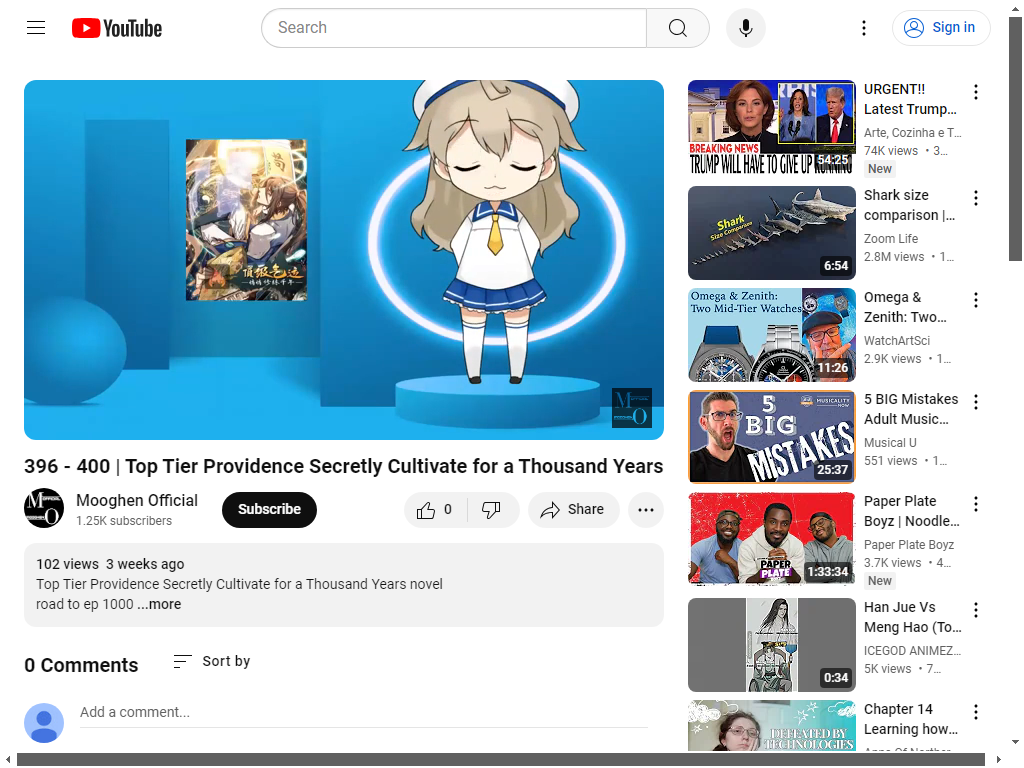 YouTube
Search
Sign in
MOOGHEN
396 - 400 | Top Tier Providence Secretly Cultivate for a Thousand Years
Mooghen Official
1.25K subscribers
Subscribe
0
Share
102 views 3 weeks ago
Top Tier Providence Secretly Cultivate for a Thousand Years novel
road to ep 1000 ...more
0 Comments
Sort by
Add a comment...
BREAKING NEWS
TRUMP WILL HAVE TO GIVE UP RUNNING
54:25
URGENT!!
Latest Trump...
Arte, Cozinha e T...
74K views • 3...
New
Shark
Size Comparison
6:54
Shark size
comparison |...
Zoom Life
2.8M views • 1...
Omega & Zenith:
Two Mid-Tier Watches
11:26
Omega &
Zenith: Two...
WatchArtSci
2.9K views • 1...
5
BIG
MISTAKES
MUSICALITY
NOW
25:37
5 BIG Mistakes
Adult Music...
Musical U
551 views • 1...
PAPER
PLATE
1:33:34
Paper Plate
Boyz | Noodle...
Paper Plate Boyz
3.7K views • 4...
New
0:34
Han Jue Vs
Meng Hao (To...
ICEGOD ANIMEZ...
5K views • 7...
DEFEATED BY
TECHNOLOGIES
Chapter 14
Learning how...